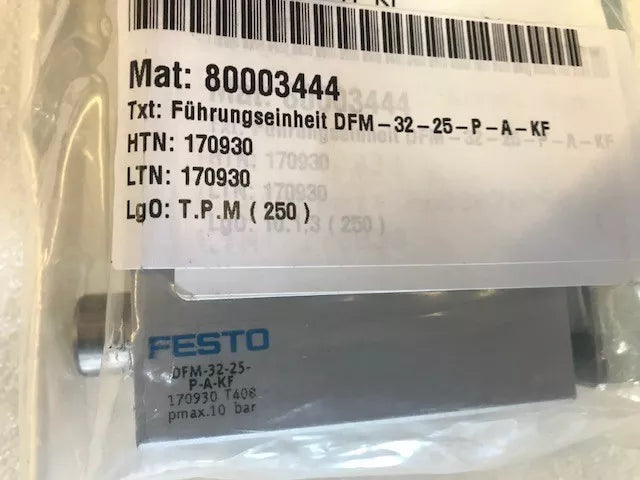 Mat: 80003444
Txt: Führungseinheit DFM-32-25-P-A-KF
HTN: 170930
LTN: 170930
LgO: T.P.M ( 250 )
FESTO
DFM-32-25-
P-A-KF
170930 T408
pmax.10 bar